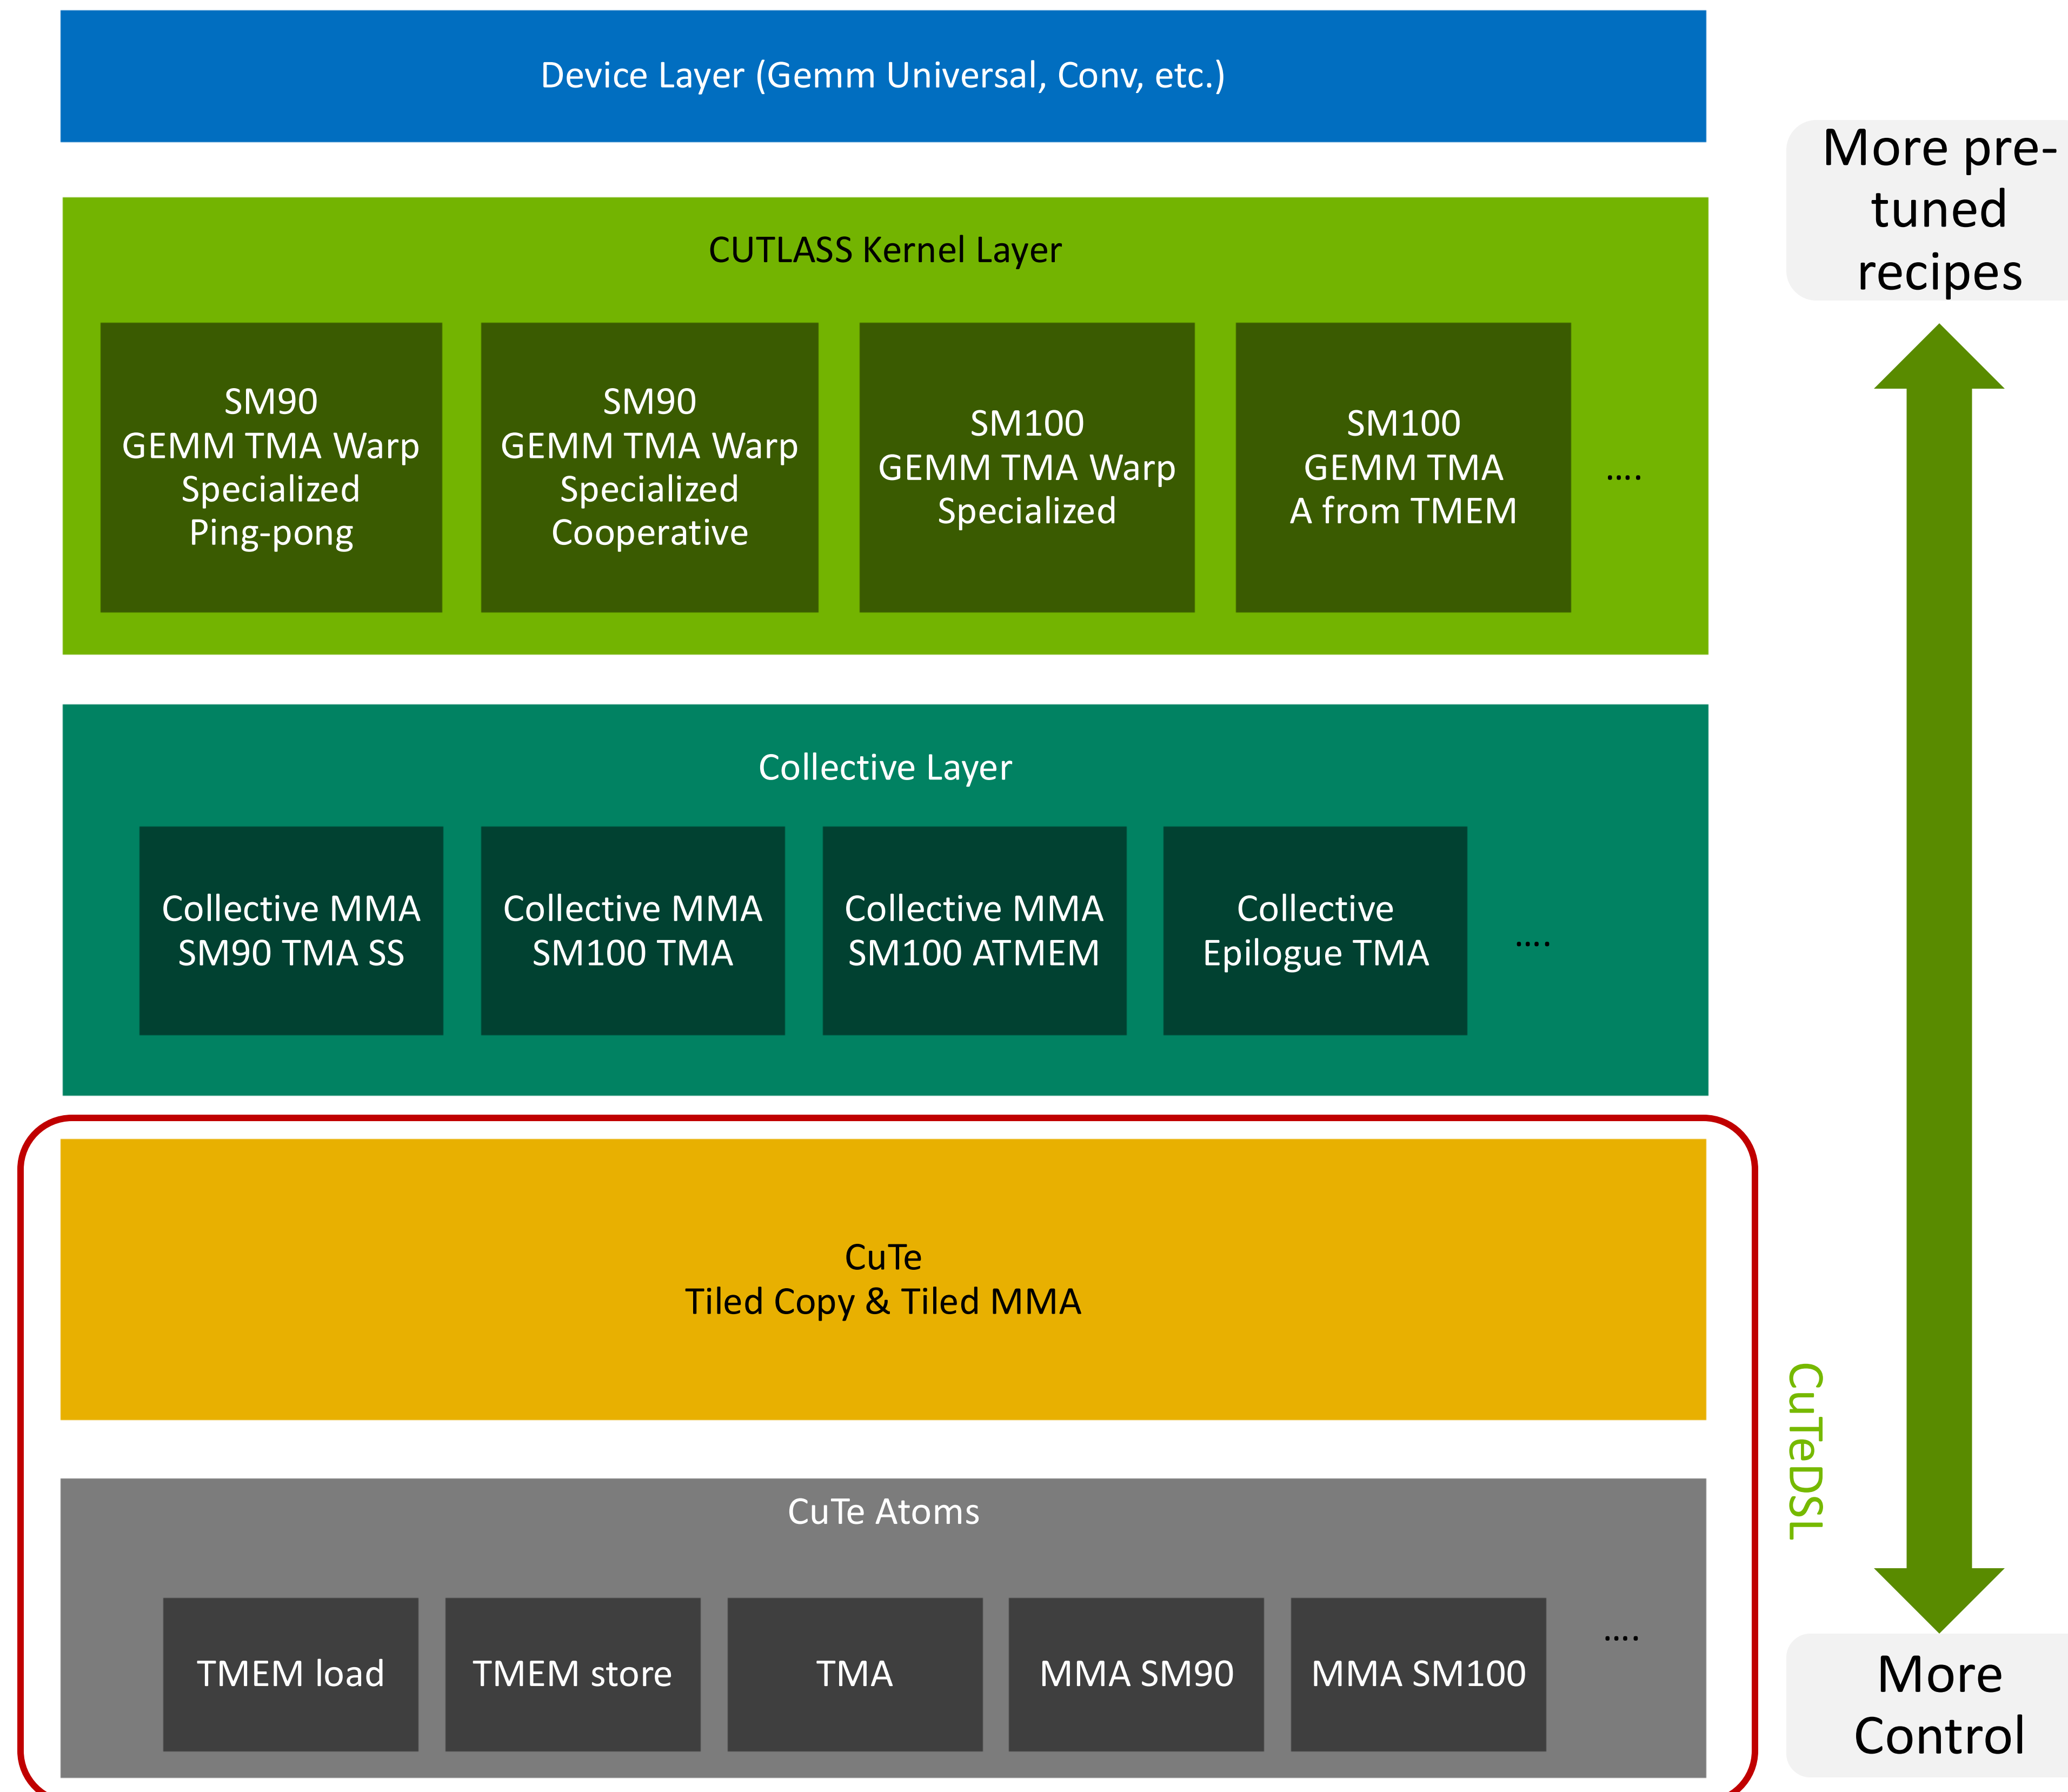 Device Layer (Gemm Universal, Conv, etc.)
More pre-
tuned
recipes
CUTLASS Kernel Layer
SM90
GEMM TMA Warp
Specialized
Ping-pong
SM90
GEMM TMA Warp
Specialized
Cooperative
SM100
GEMM TMA Warp
Specialized
SM100
GEMM TMA
A from TMEM
....
Collective Layer
Collective MMA
SM90 TMA SS
Collective MMA
SM100 TMA
Collective MMA
SM100 ATMEM
Collective
Epilogue TMA
....
CuTe
Tiled Copy & Tiled MMA
CuTeDSL
CuTe Atoms
TMEM load
TMEM store
TMA
MMA SM90
MMA SM100
....
More
Control